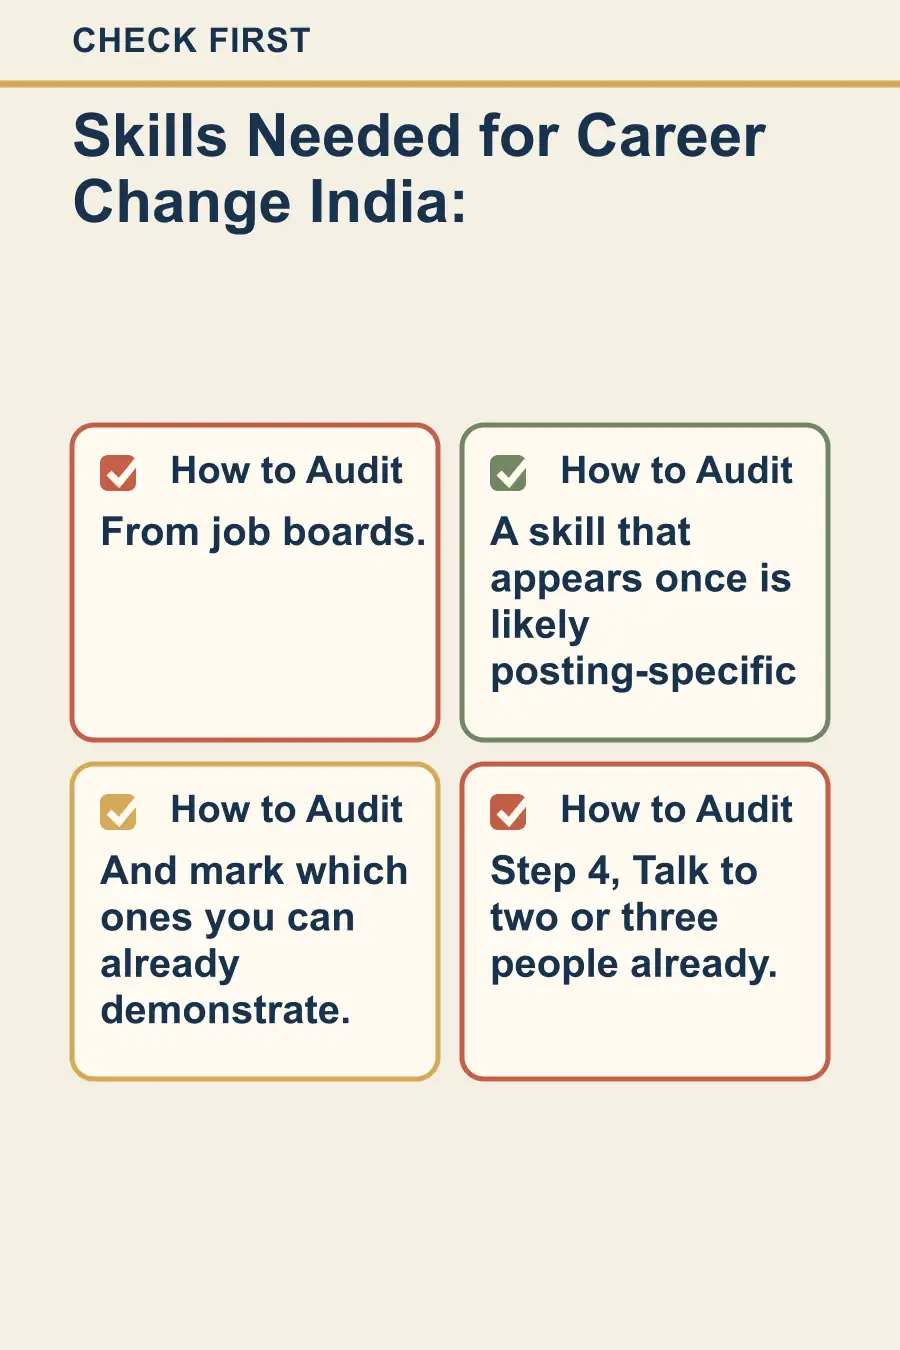 CHECK FIRST
Skills Needed for Career
Change India:
How to Audit
From job boards.
How to Audit
A skill that
appears once is
likely
posting-specific
How to Audit
And mark which
ones you can
already
demonstrate.
How to Audit
Step 4, Talk to
two or three
people already.